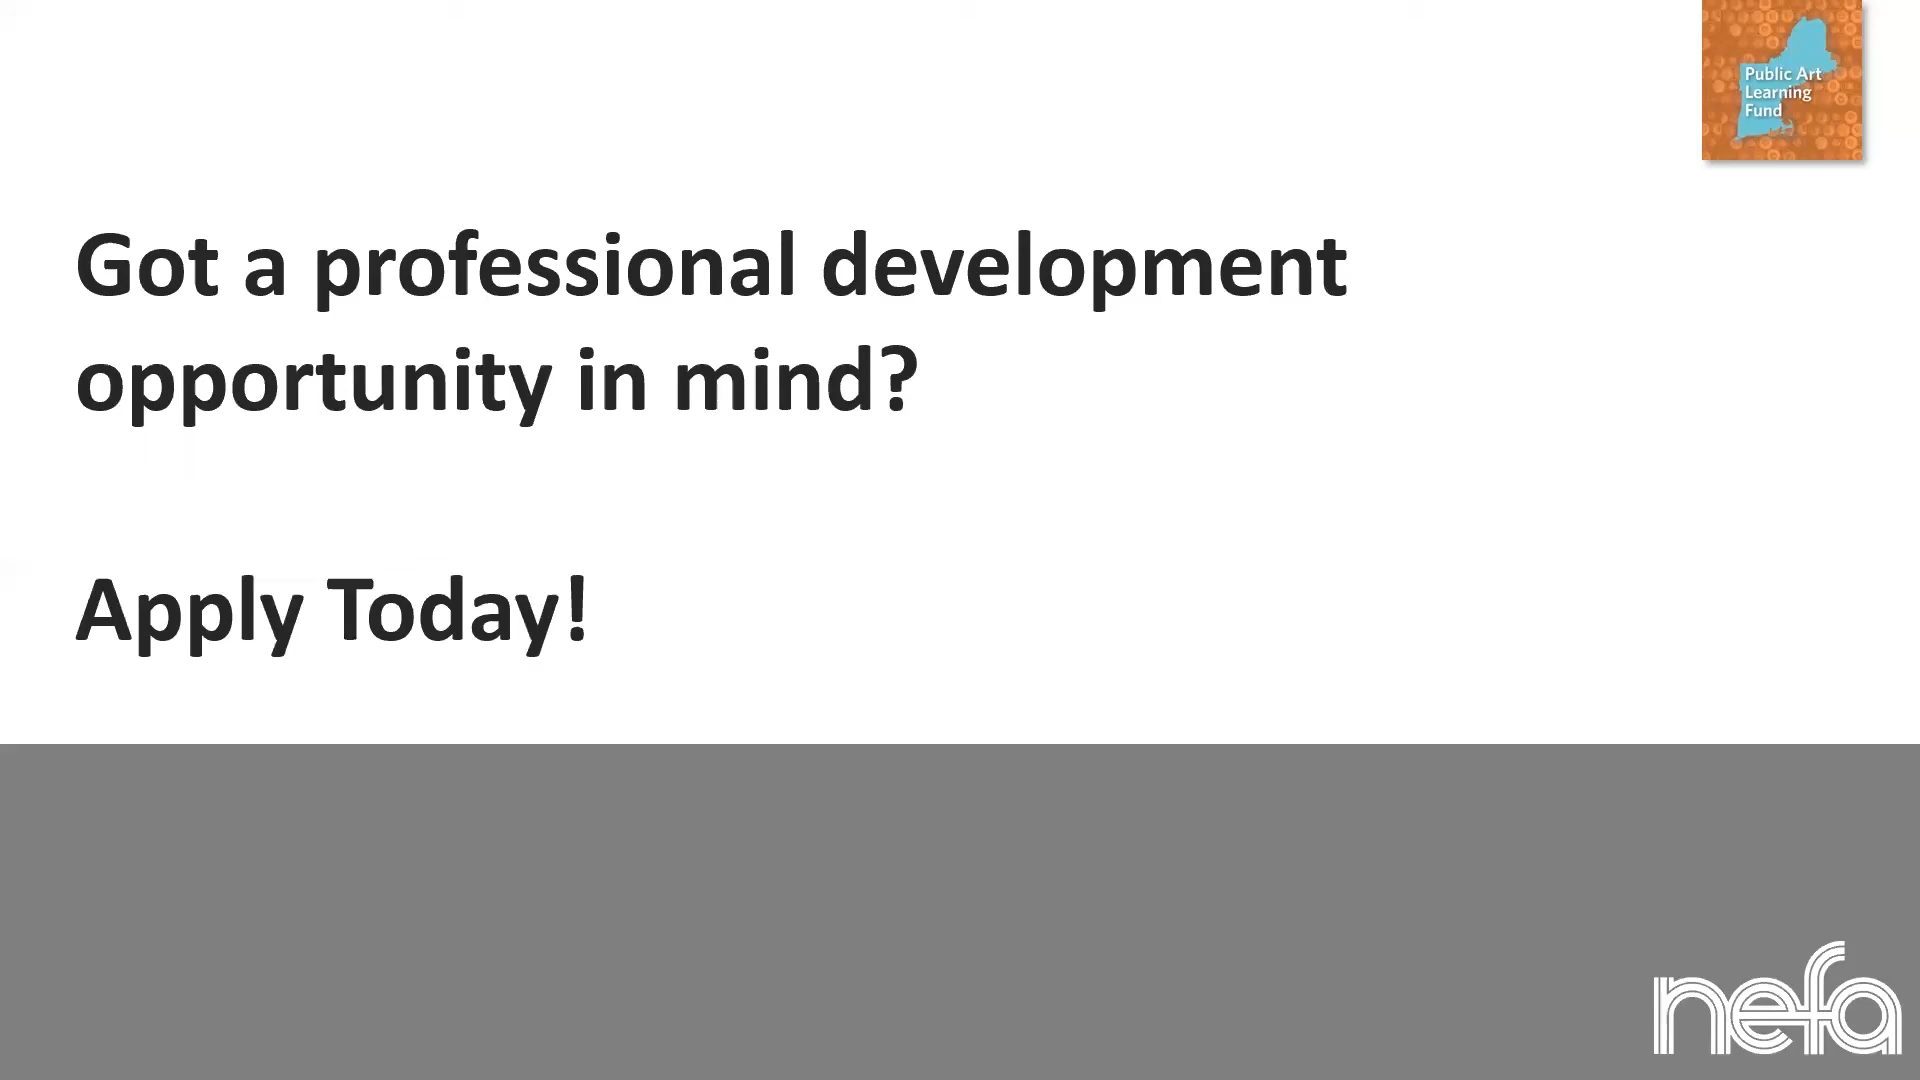 Public Art
Learning
Fund
Got a professional development
opportunity in mind?
Apply Today!
nefa